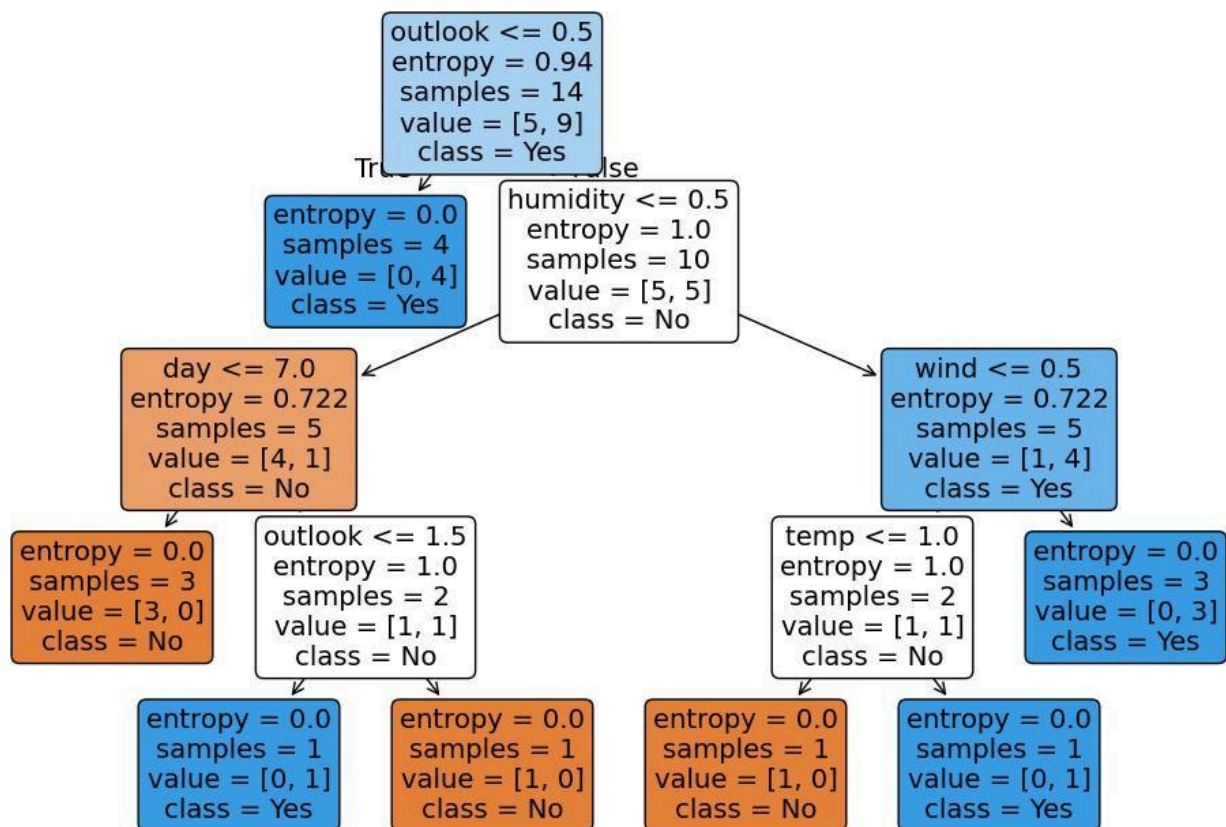 outlook <= 0.5
entropy = 0.94
samples = 14
value = [5, 9]
class = Yes
entropy = 0.0
samples = 4
value = [0, 4]
class = Yes
humidity <= 0.5
entropy = 1.0
samples = 10
value = [5, 5]
class = No
day <= 7.0
entropy = 0.722
samples = 5
value = [4, 1]
class = No
wind <= 0.5
entropy = 0.722
samples = 5
value = [1, 4]
class = Yes
entropy = 0.0
samples = 3
value = [3, 0]
class = No
outlook <= 1.5
entropy = 1.0
samples = 2
value = [1, 1]
class = No
temp <= 1.0
entropy = 1.0
samples = 2
value = [1, 1]
class = No
entropy = 0.0
samples = 3
value = [0, 3]
class = Yes
entropy = 0.0
samples = 1
value = [0, 1]
class = Yes
entropy = 0.0
samples = 1
value = [1, 0]
class = No
entropy = 0.0
samples = 1
value = [1, 0]
class = No
entropy = 0.0
samples = 1
value = [0, 1]
class = Yes